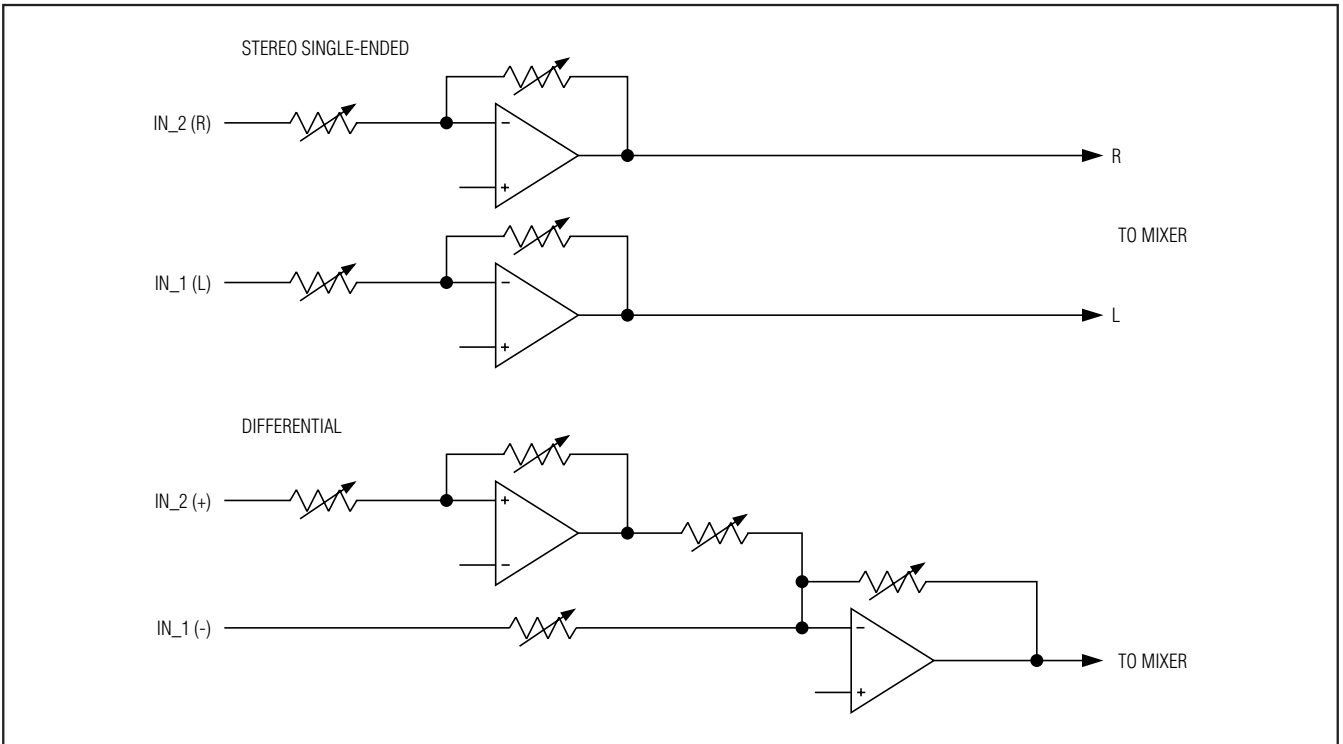 STEREO SINGLE-ENDED
IN_2 (R)
−
+
R
TO MIXER
IN_1 (L)
−
+
L
DIFFERENTIAL
IN_2 (+)
+
−
IN_1 (-)
−
+
TO MIXER